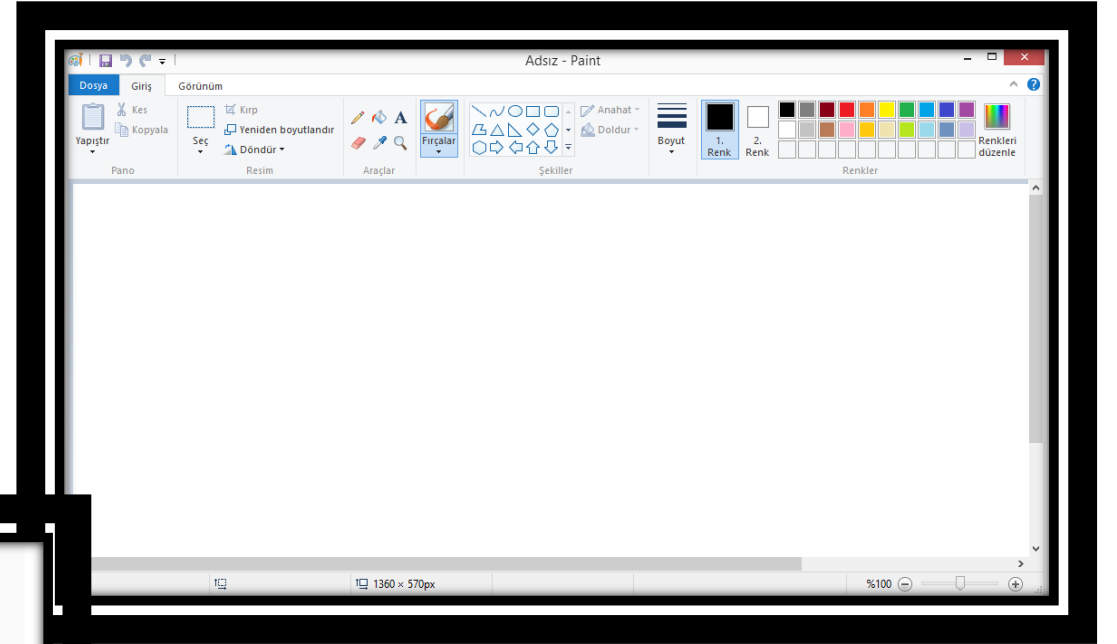 Adsız - Paint
Dosya Giriş Görünüm
Yapıştır
Kes
Kopyala
Pano
Seç
Kırp
Yeniden boyutlandır
Döndür
Resim
A
Araçlar
Fırçalar
Anahat
Doldur
Şekiller
Boyut
1.
Renk
2.
Renk
Renkleri
düzenle
Renkler
1360 × 570px
%100